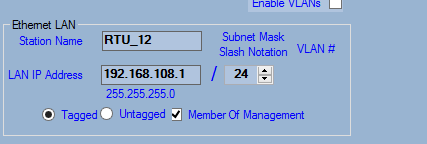 Enable VLANs
Ethernet LAN
Station Name RTU_12 Subnet Mask Slash Notation VLAN #
LAN IP Address 192.168.108.1 / 24
255.255.255.0
Tagged Untagged Member Of Management